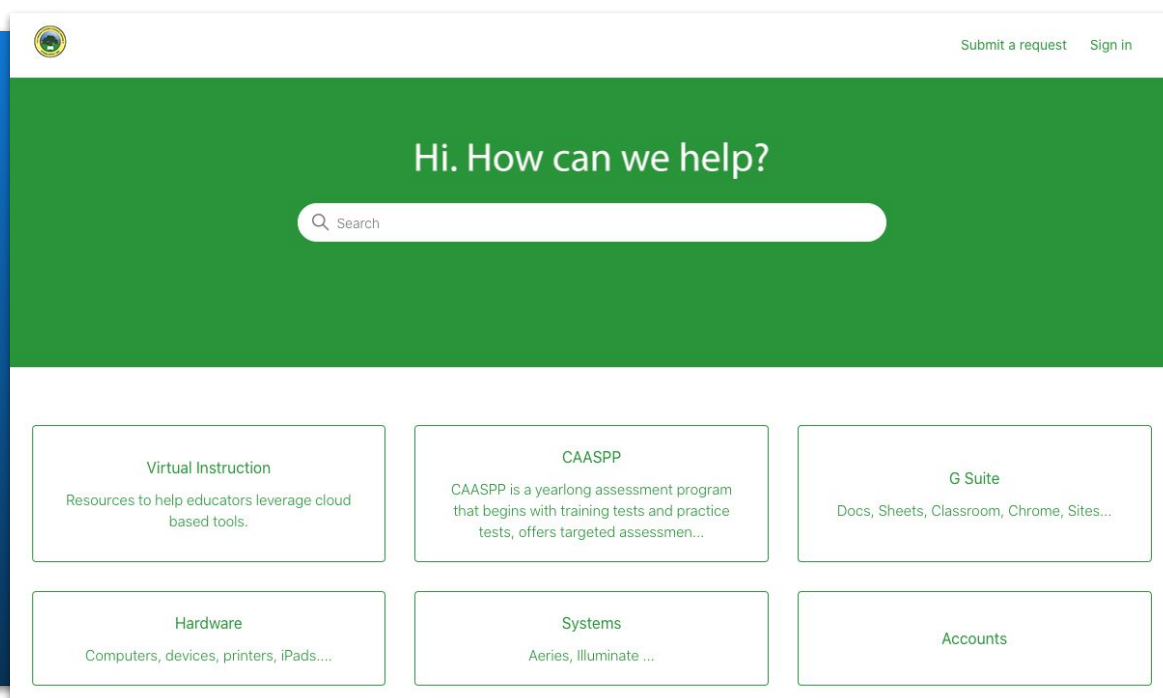 Submit a request Sign in
Hi. How can we help?
Search
Virtual Instruction
Resources to help educators leverage cloud
based tools.
CAASPP
CAASPP is a yearlong assessment program
that begins with training tests and practice
tests, offers targeted assessmen...
G Suite
Docs, Sheets, Classroom, Chrome, Sites...
Hardware
Computers, devices, printers, iPads....
Systems
Aeries, Illuminate ...
Accounts